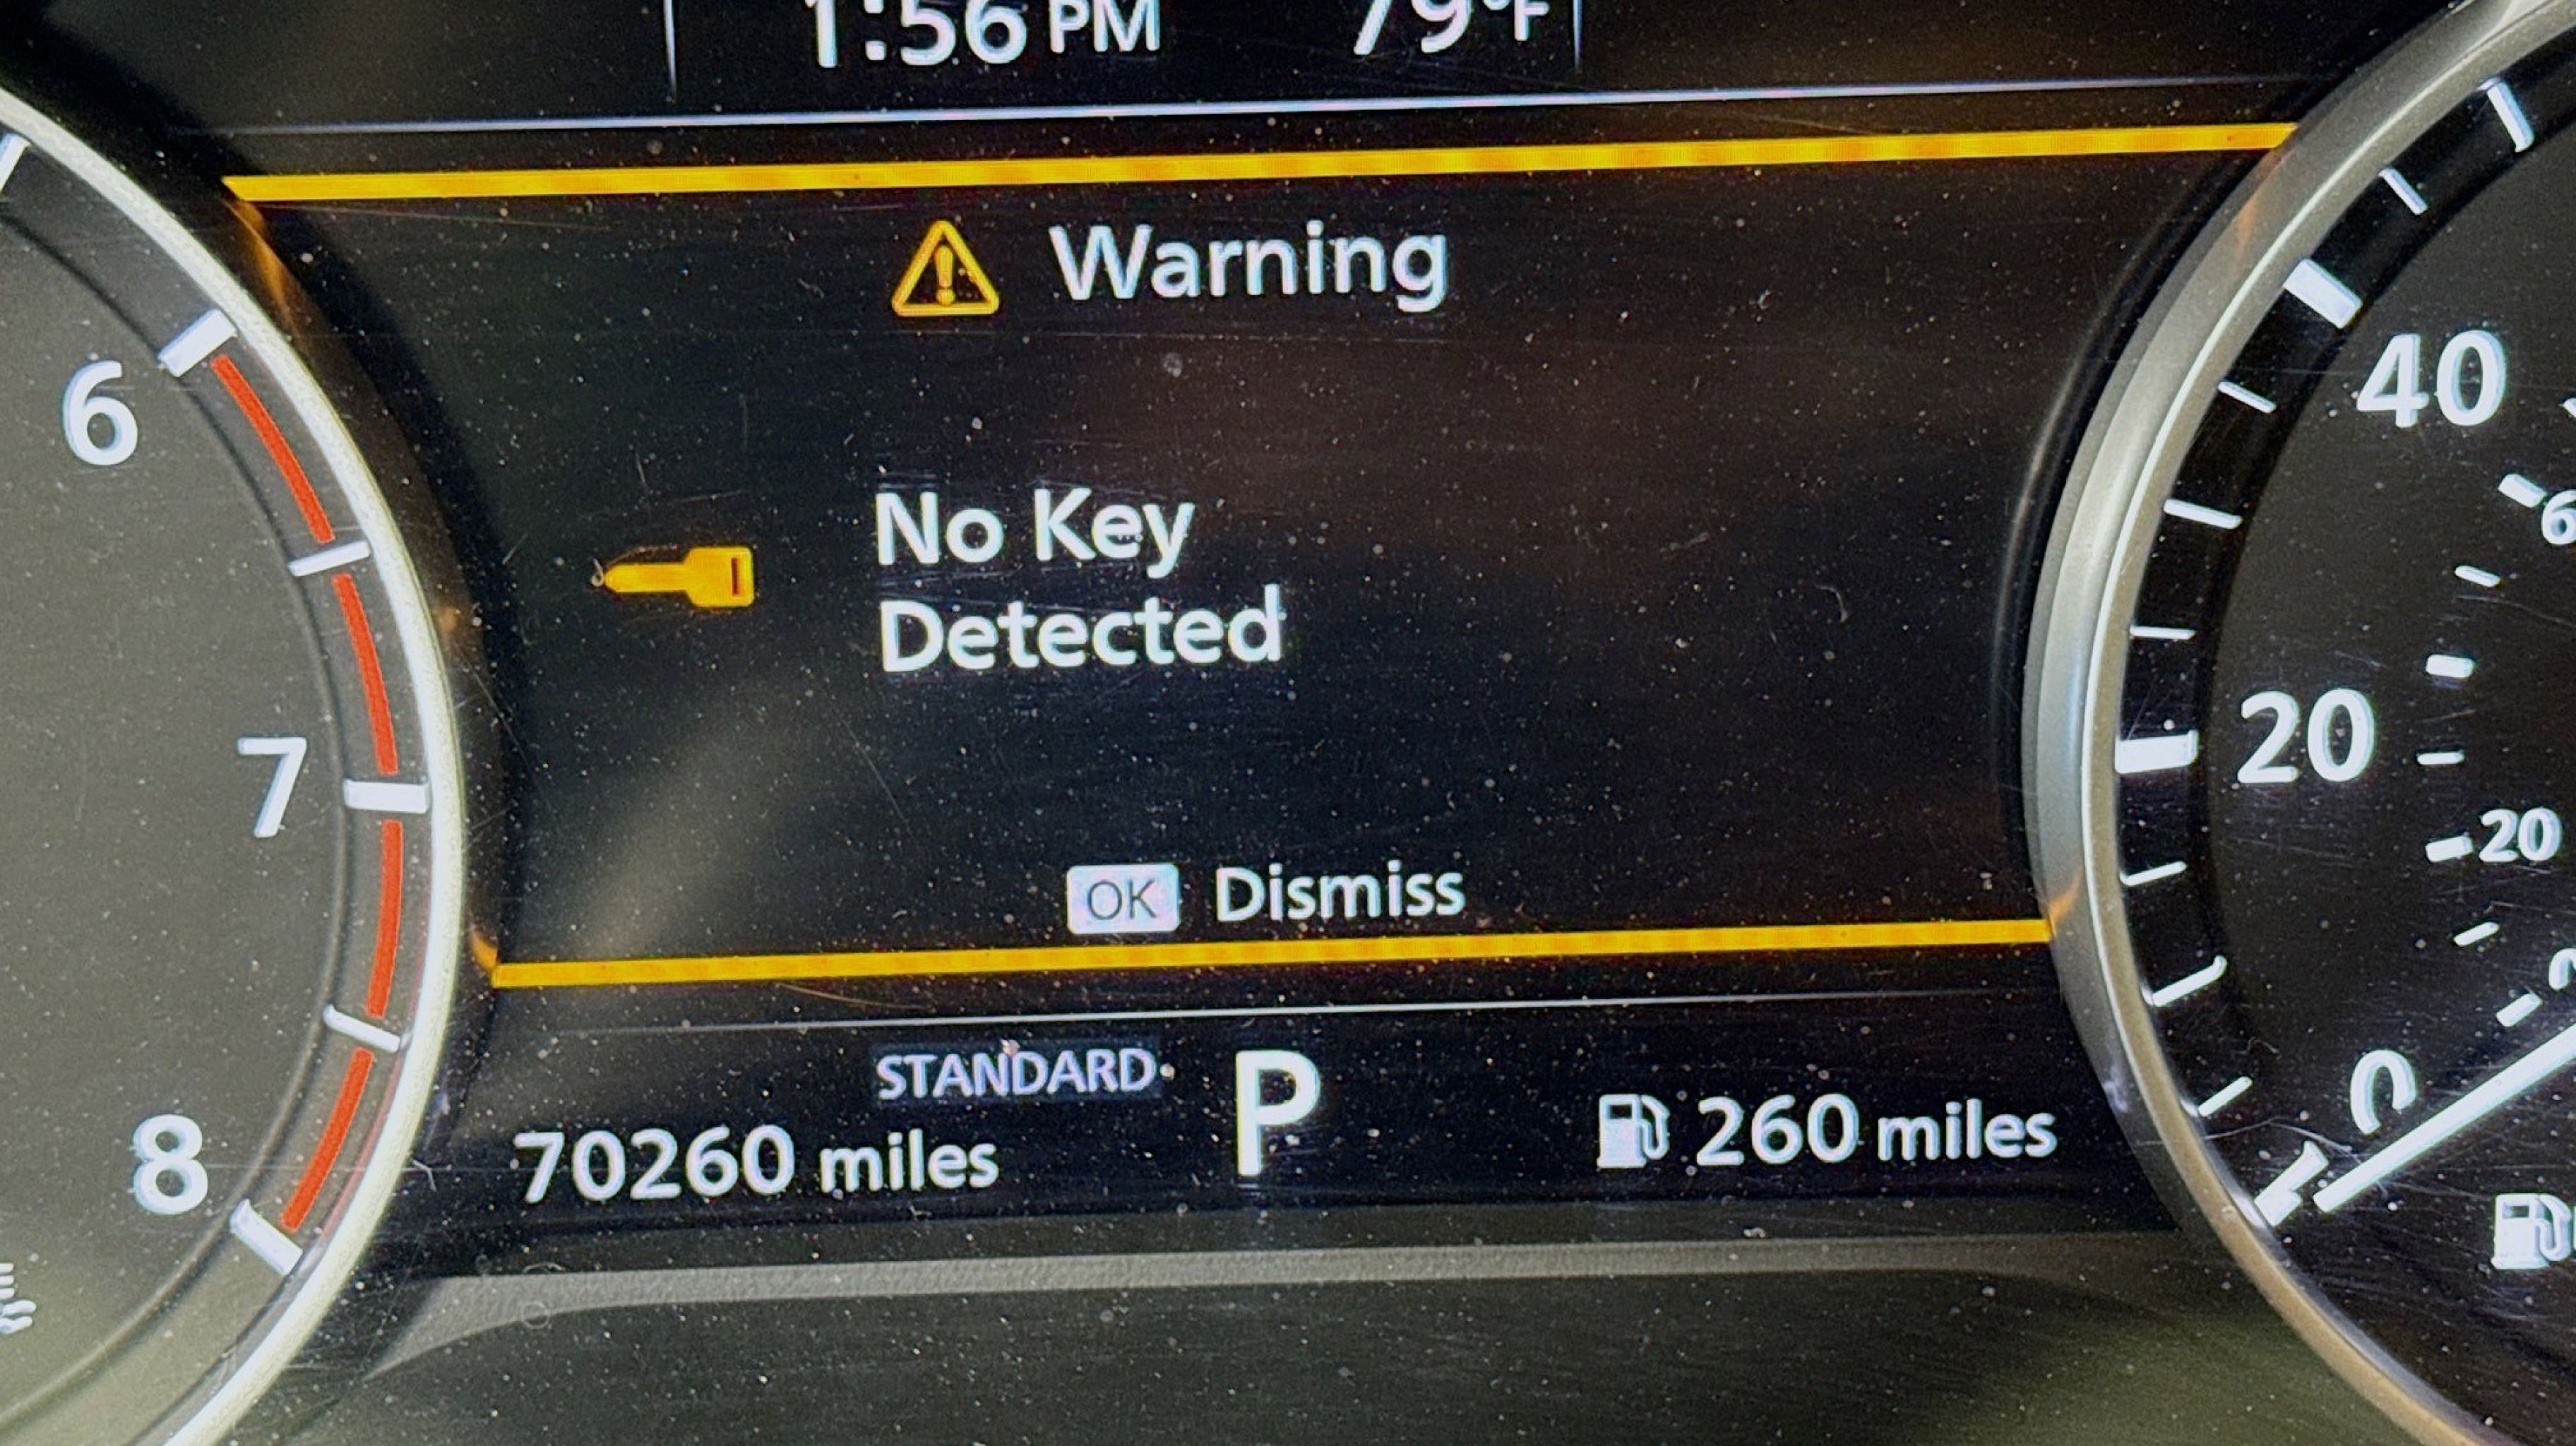 1:56 PM 79°F
Warning
6
40
No Key
Detected
7
20
20
OK Dismiss
STANDARD
P
0
70260 miles
260 miles
8